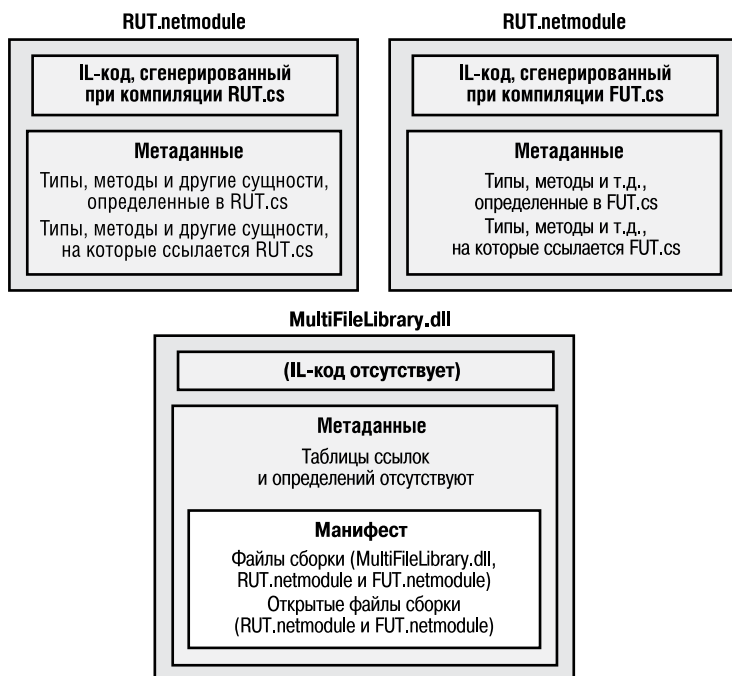 RUT.netmodule
IL-код, сгенерированный
при компиляции RUT.cs
Метаданные
Типы, методы и другие сущности,
определенные в RUT.cs
Типы, методы и другие сущности,
на которые ссылается RUT.cs
RUT.netmodule
IL-код, сгенерированный
при компиляции FUT.cs
Метаданные
Типы, методы и т.д.,
определенные в FUT.cs
Типы, методы и т.д.,
на которые ссылается FUT.cs
MultiFileLibrary.dll
(IL-код отсутствует)
Метаданные
Таблицы ссылок
и определений отсутствуют
Манифест
Файлы сборки (MultiFileLibrary.dll,
RUT.netmodule и FUT.netmodule)
Открытые файлы сборки
(RUT.netmodule и FUT.netmodule)